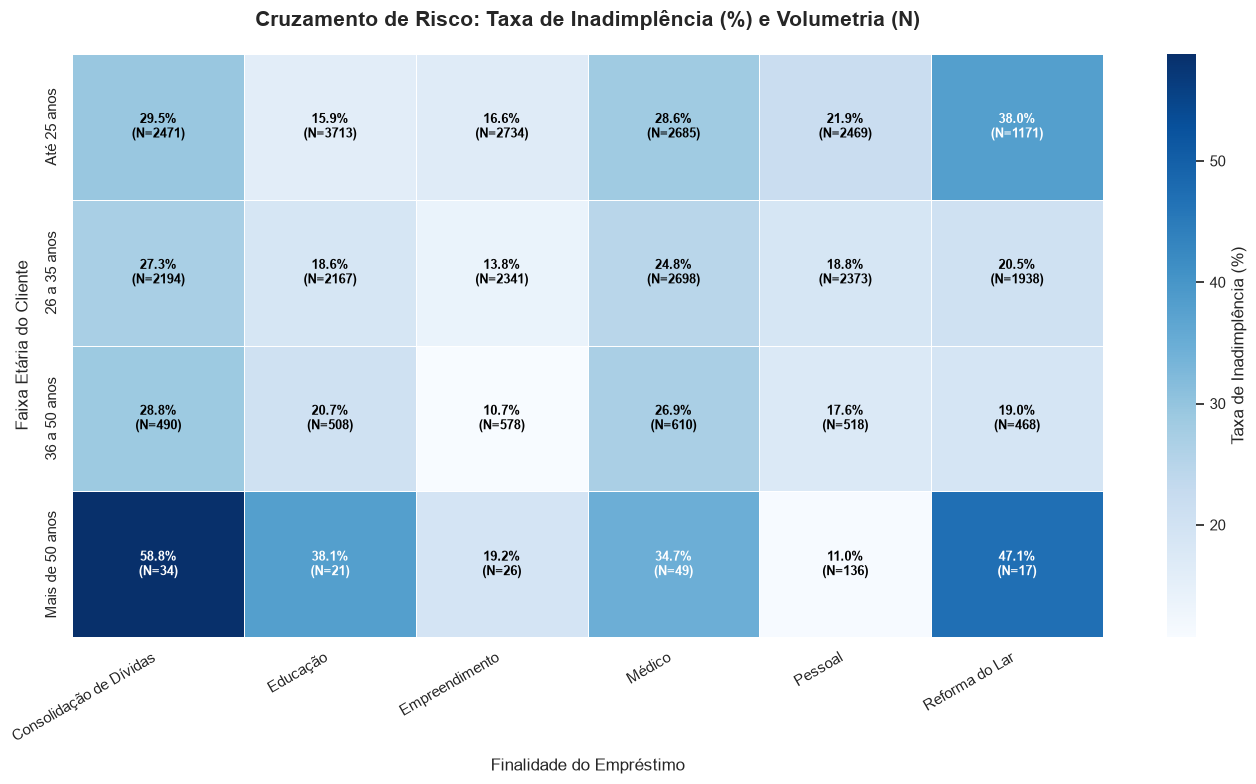 Cruzamento de Risco: Taxa de Inadimplência (%) e Volumetria (N)
Faixa Etária do Cliente
Até 25 anos
29.5%
(N=2471)
15.9%
(N=3713)
16.6%
(N=2734)
28.6%
(N=2685)
21.9%
(N=2469)
38.0%
(N=1171)
26 a 35 anos
27.3%
(N=2194)
18.6%
(N=2167)
13.8%
(N=2341)
24.8%
(N=2698)
18.8%
(N=2373)
20.5%
(N=1938)
36 a 50 anos
28.8%
(N=490)
20.7%
(N=508)
10.7%
(N=578)
26.9%
(N=610)
17.6%
(N=518)
19.0%
(N=468)
Mais de 50 anos
58.8%
(N=34)
38.1%
(N=21)
19.2%
(N=26)
34.7%
(N=49)
11.0%
(N=136)
47.1%
(N=17)
Consolidação de Dívidas
Educação
Empreendimento
Médico
Pessoal
Reforma do Lar
Finalidade do Empréstimo
50
40
30
20
Taxa de Inadimplência (%)